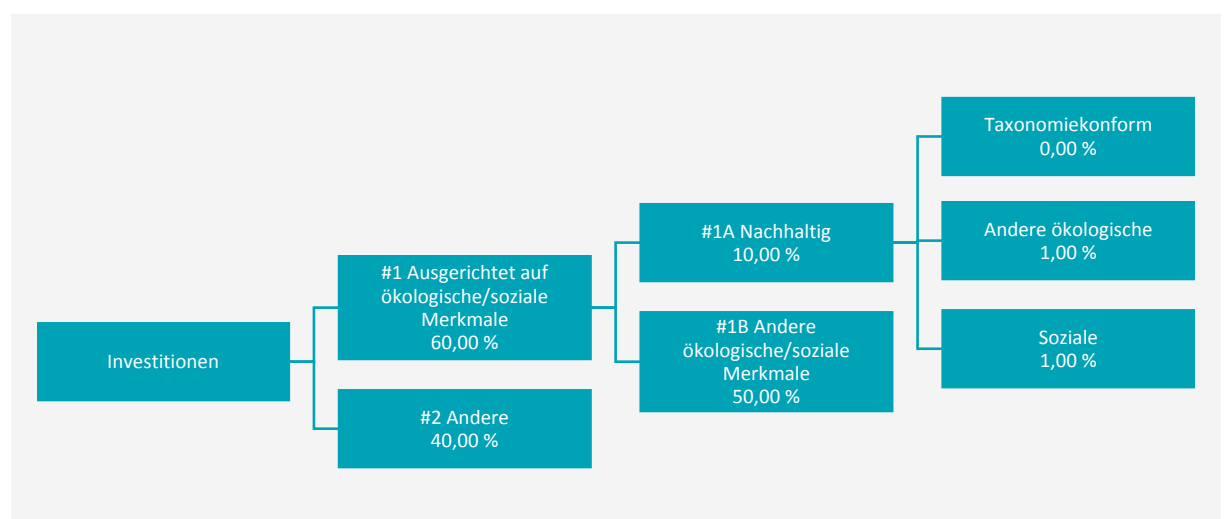 Investitionen
#1 Ausgerichtet auf
ökologische/soziale
Merkmale
60,00 %
#2 Andere
40,00 %
#1A Nachhaltig
10,00 %
#1B Andere
ökologische/soziale
Merkmale
50,00 %
Taxonomiekonform
0,00 %
Andere ökologische
1,00 %
Soziale
1,00 %